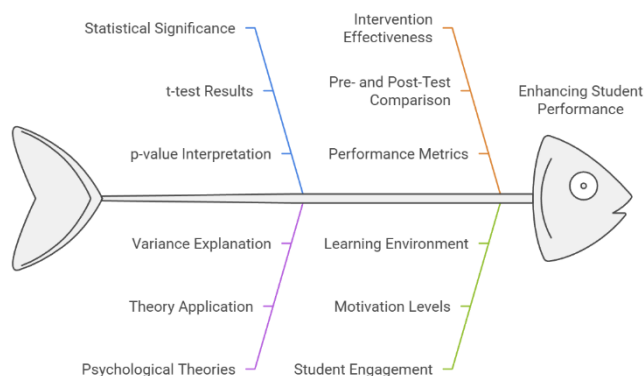 Statistical Significance
t-test Results
p-value Interpretation
Intervention
Effectiveness
Pre- and Post-Test
Comparison
Performance Metrics
Enhancing Student
Performance
Variance Explanation
Theory Application
Psychological Theories
Learning Environment
Motivation Levels
Student Engagement